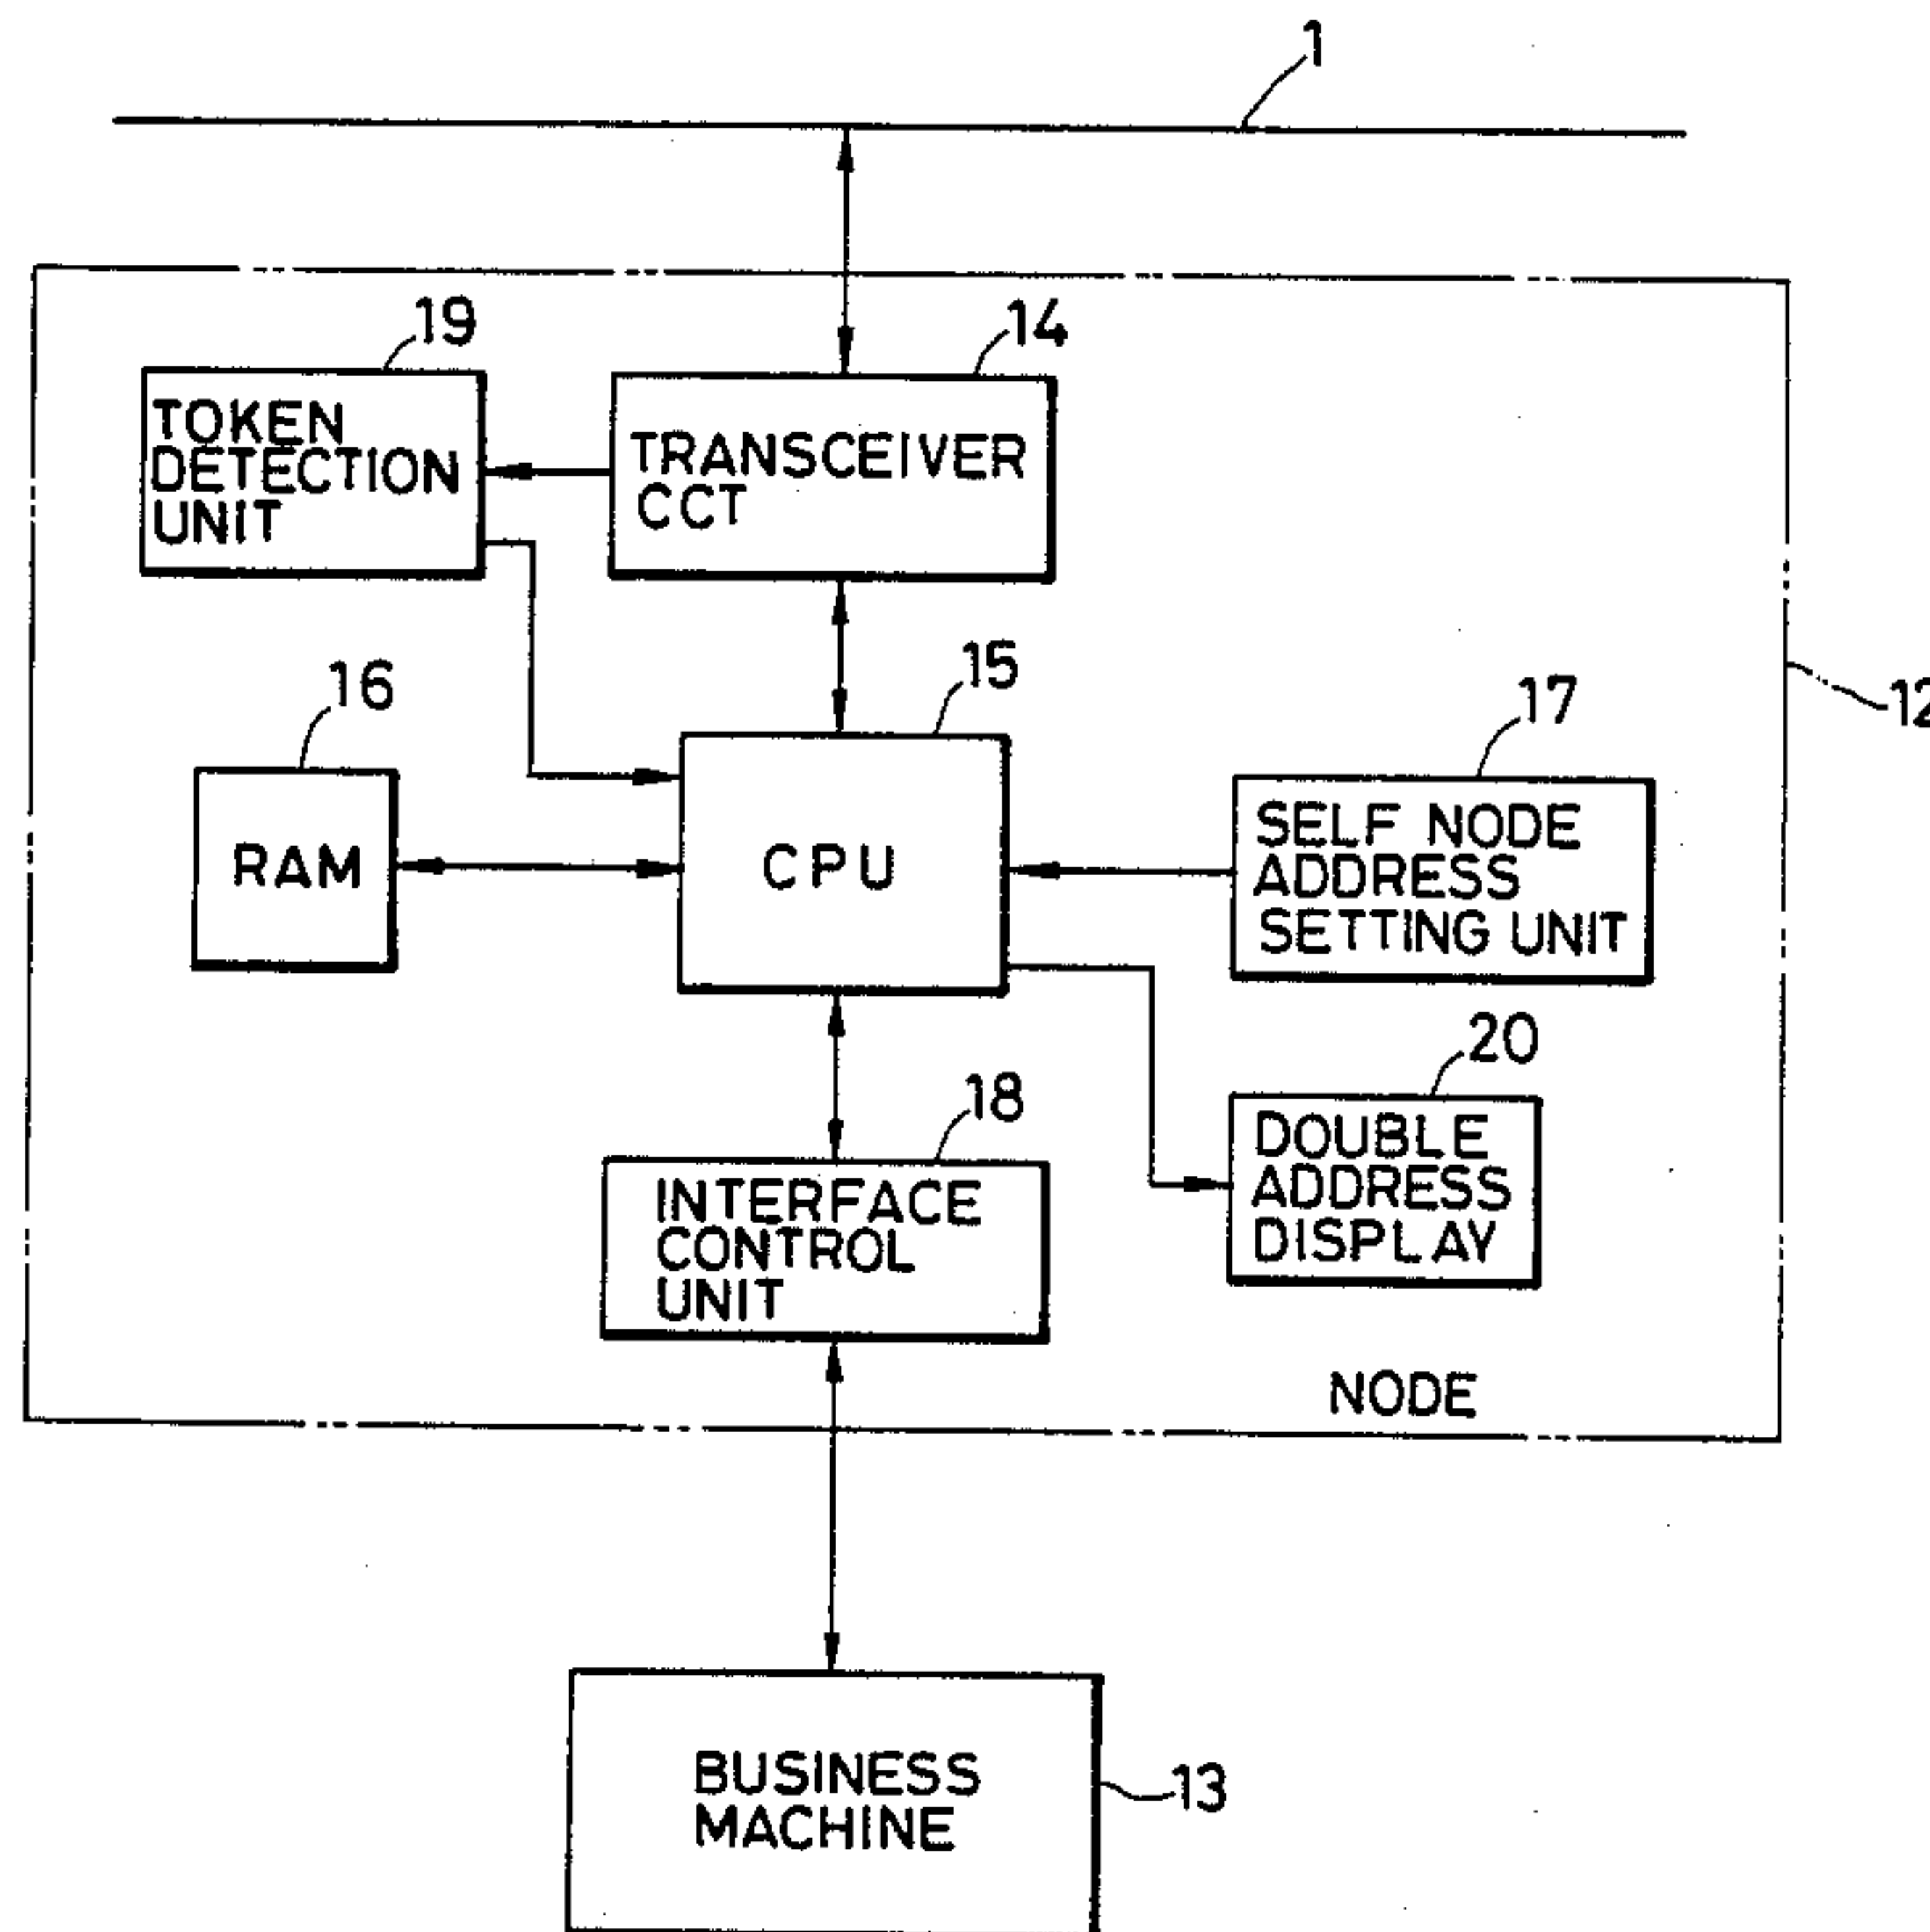 1
19
14
TOKEN
DETECTION
UNIT
TRANSCEIVER
CCT
16
15
17
12
RAM
CPU
SELF NODE
ADDRESS
SETTING UNIT
20
18
DOUBLE
ADDRESS
DISPLAY
INTERFACE
CONTROL
UNIT
NODE
BUSINESS
MACHINE
13